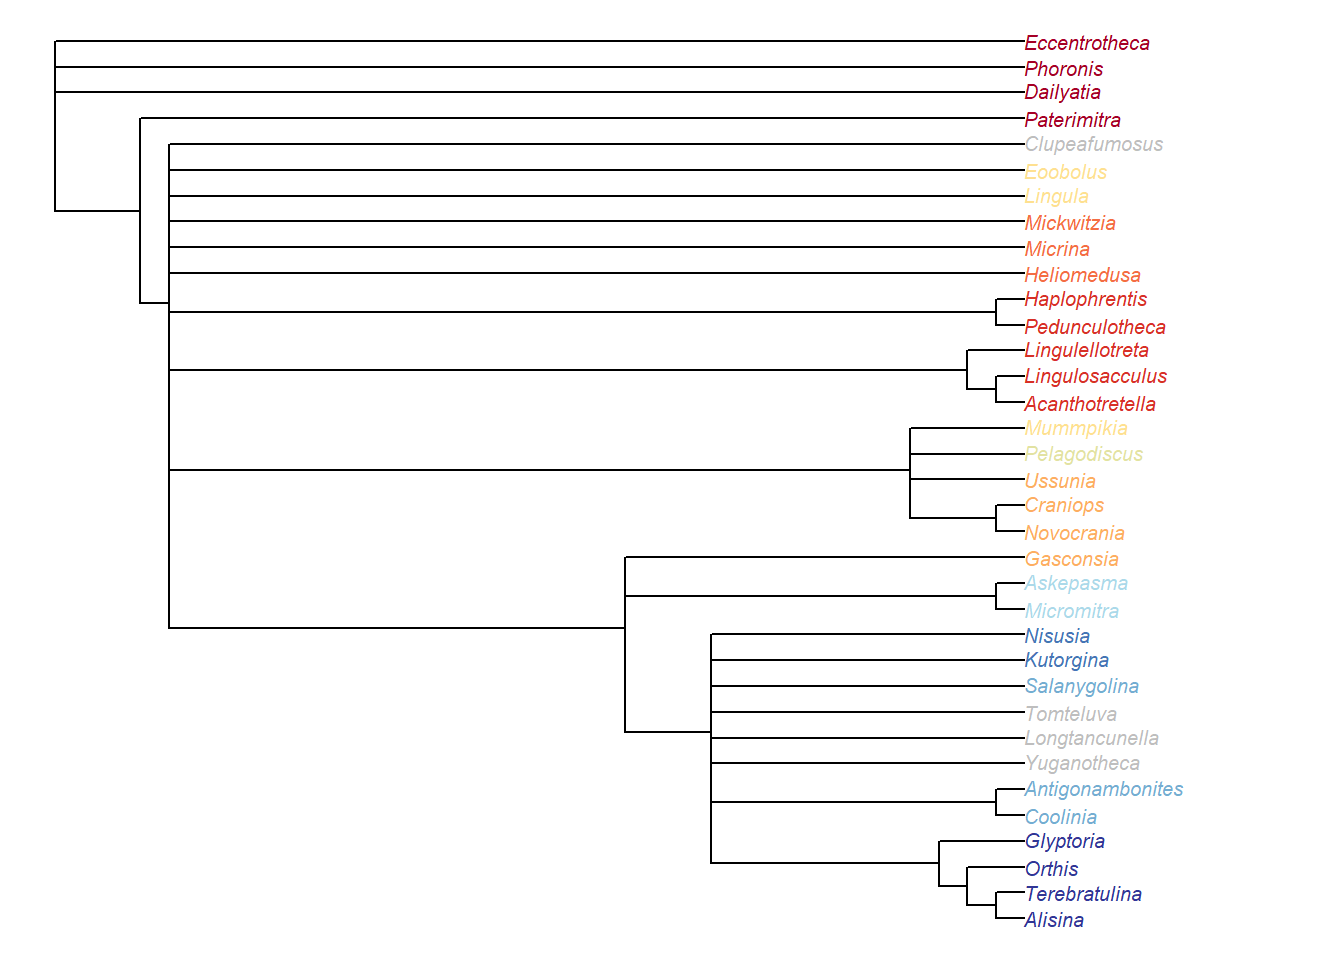 Eccentrotheca
Phoronis
Dailyatia
Paterimitra
Clupeafumosus
Eoobolus
Lingula
Mickwitzia
Micrina
Heliomedusa
Haplophrentis
Pedunculotheca
Lingulellotreta
Lingulosacculus
Acanthotretella
Mummpikia
Pelagodiscus
Ussunia
Craniops
Novocrania
Gasconsia
Askepasma
Micromitra
Nisusia
Kutorgina
Salanygolina
Tomteluva
Longtancunella
Yuganotheca
Antigonambonites
Coolinia
Glyptoria
Orthis
Terebratulina
Alisina